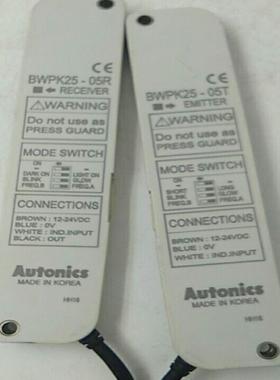 BWPK25 - 05R
RECEIVER
CE
WARNING
Do not use as
PRESS GUARD
MODE SWITCH
ON
DARK ON LIGHT ON
BLINK GLOW
FREQ.B FREQ.A
CONNECTIONS
BROWN : 12-24VDC
BLUE : 0V
WHITE : IND.INPUT
BLACK : OUT
Autonics
MADE IN KOREA
CE
BWPK25 - 05T
EMITTER
WARNING
Do not use as
PRESS GUARD
MODE SWITCH
ON
SHORT LONG
BLINK GLOW
FREQ.B FREQ.A
CONNECTIONS
BROWN : 12-24VDC
BLUE : 0V
WHITE : IND.INPUT
Autonics
MADE IN KOREA